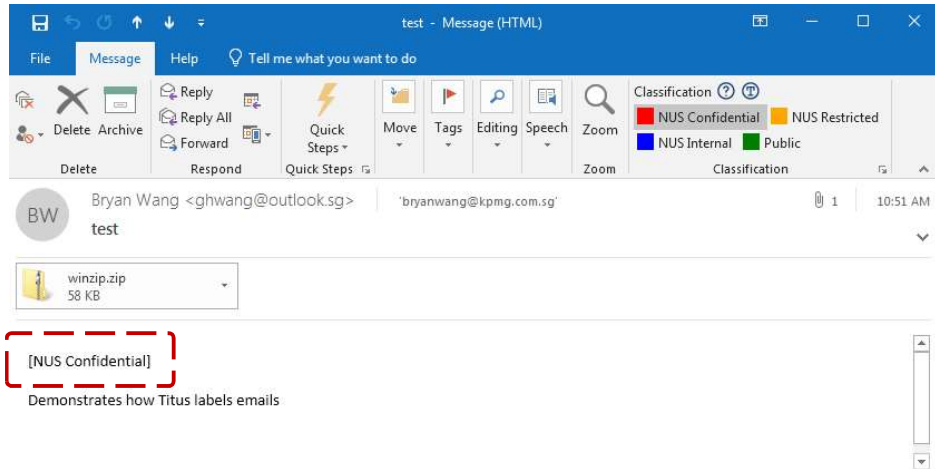 test - Message (HTML)
File Message Help Tell me what you want to do
Delete Archive
Reply
Reply All
Forward
Quick Steps
Move
Tags
Editing
Speech
Zoom
Classification
NUS Confidential NUS Restricted
NUS Internal Public
Delete Respond Quick Steps Zoom Classification
BW
Bryan Wang <ghwang@outlook.sg> 'bryanwang@kpmg.com.sg' 1 10:51 AM
test
winzip.zip
58 KB
[NUS Confidential]
Demonstrates how Titus labels emails